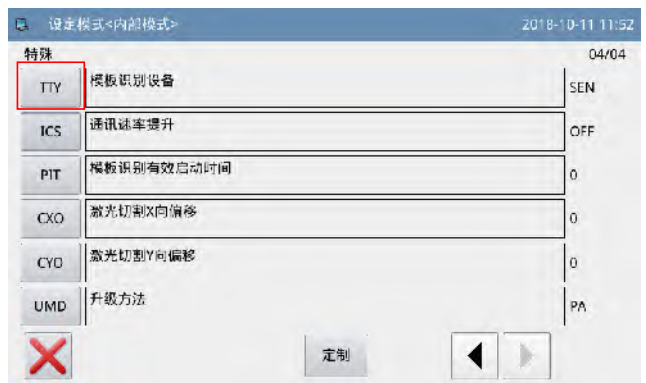 设定模式<内部模式> 2018-10-11 11:52
特殊 04/04
TTY 模板识别设备 SEN
ICS 通讯速率提升 OFF
PIT 模板识别有效启动时间 0
CXO 激光切割X向偏移 0
CYO 激光切割Y向偏移 0
UMD 升级方法 PA
定制